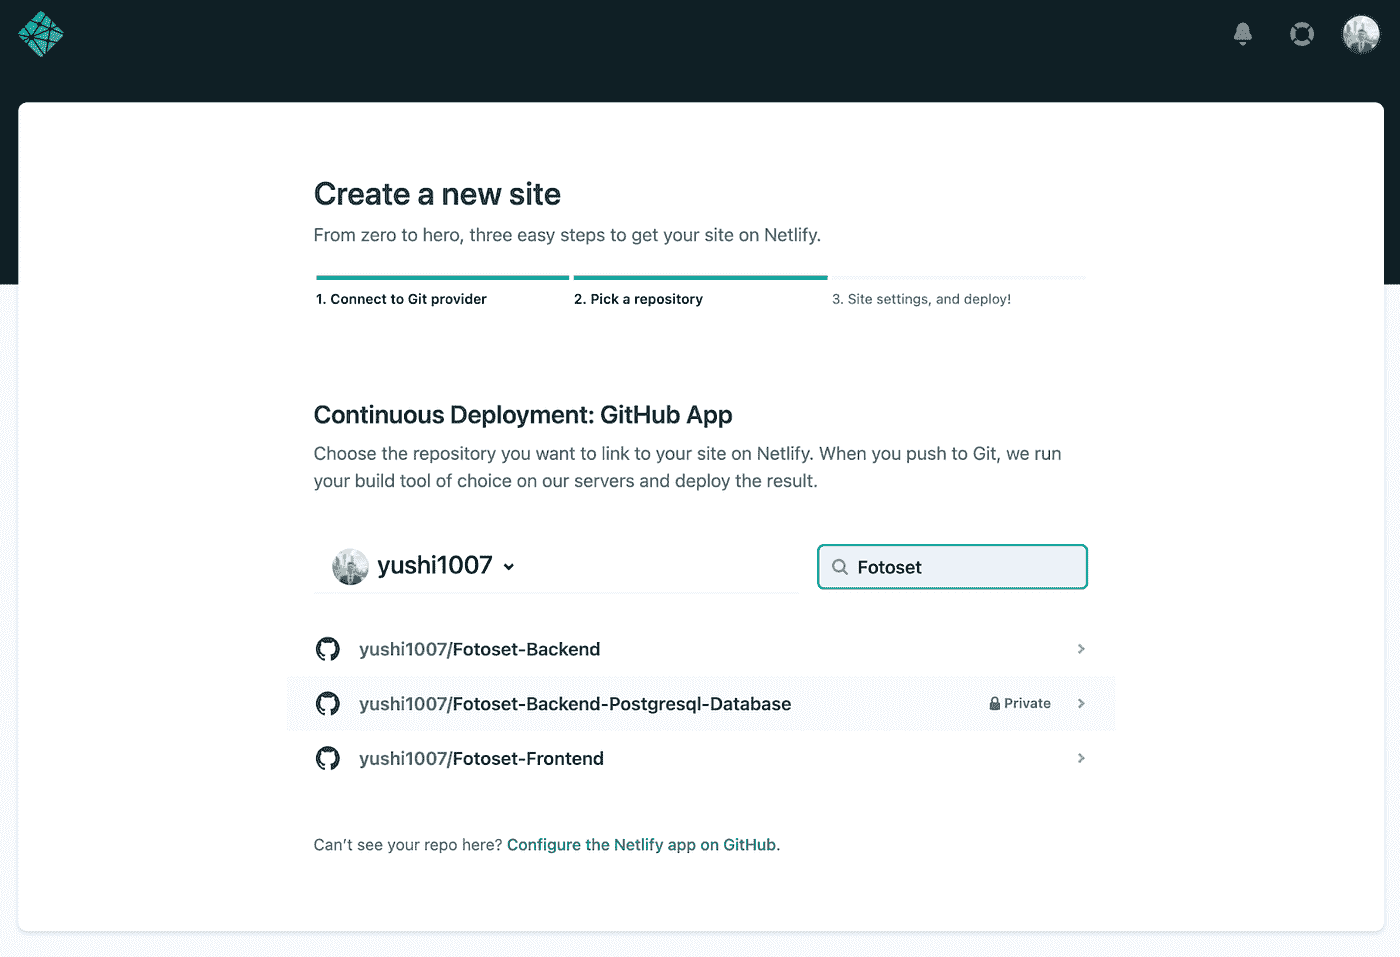 Create a new site
From zero to hero, three easy steps to get your site on Netlify.
1. Connect to Git provider
2. Pick a repository
3. Site settings, and deploy!
Continuous Deployment: GitHub App
Choose the repository you want to link to your site on Netlify. When you push to Git, we run
your build tool of choice on our servers and deploy the result.
yushi1007
Fotoset
yushi1007/Fotoset-Backend
yushi1007/Fotoset-Backend-Postgresql-Database
Private
yushi1007/Fotoset-Frontend
Can’t see your repo here? Configure the Netlify app on GitHub.